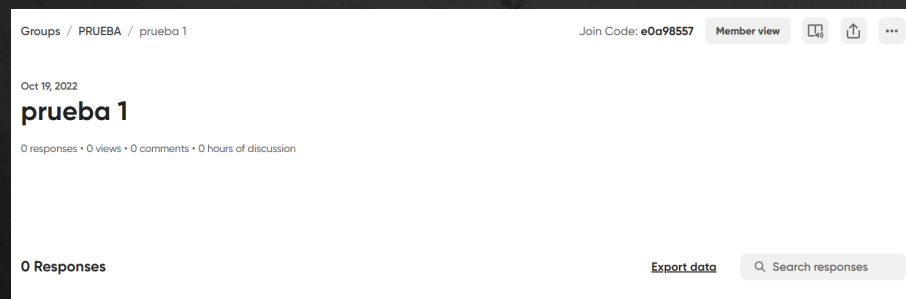 Groups / PRUEBA / prueba 1 Join Code: e0a98557 Member view
Oct 19, 2022
prueba 1
0 responses • 0 views • 0 comments • 0 hours of discussion
0 Responses Export data Search responses